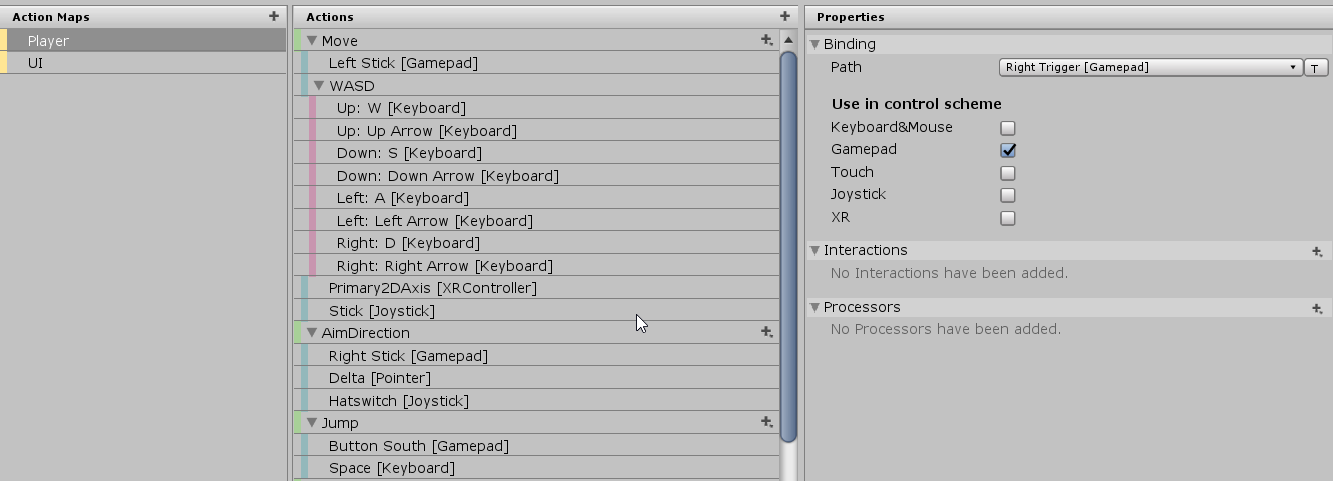 Action Maps
Player
UI
Actions
Move
Left Stick [Gamepad]
WASD
Up: W [Keyboard]
Up: Up Arrow [Keyboard]
Down: S [Keyboard]
Down: Down Arrow [Keyboard]
Left: A [Keyboard]
Left: Left Arrow [Keyboard]
Right: D [Keyboard]
Right: Right Arrow [Keyboard]
Primary2DAxis [XRController]
Stick [Joystick]
AimDirection
Right Stick [Gamepad]
Delta [Pointer]
Hatswitch [Joystick]
Jump
Button South [Gamepad]
Space [Keyboard]
Properties
Binding
Path Right Trigger [Gamepad] T
Use in control scheme
Keyboard&Mouse
Gamepad
Touch
Joystick
XR
Interactions
No Interactions have been added.
Processors
No Processors have been added.